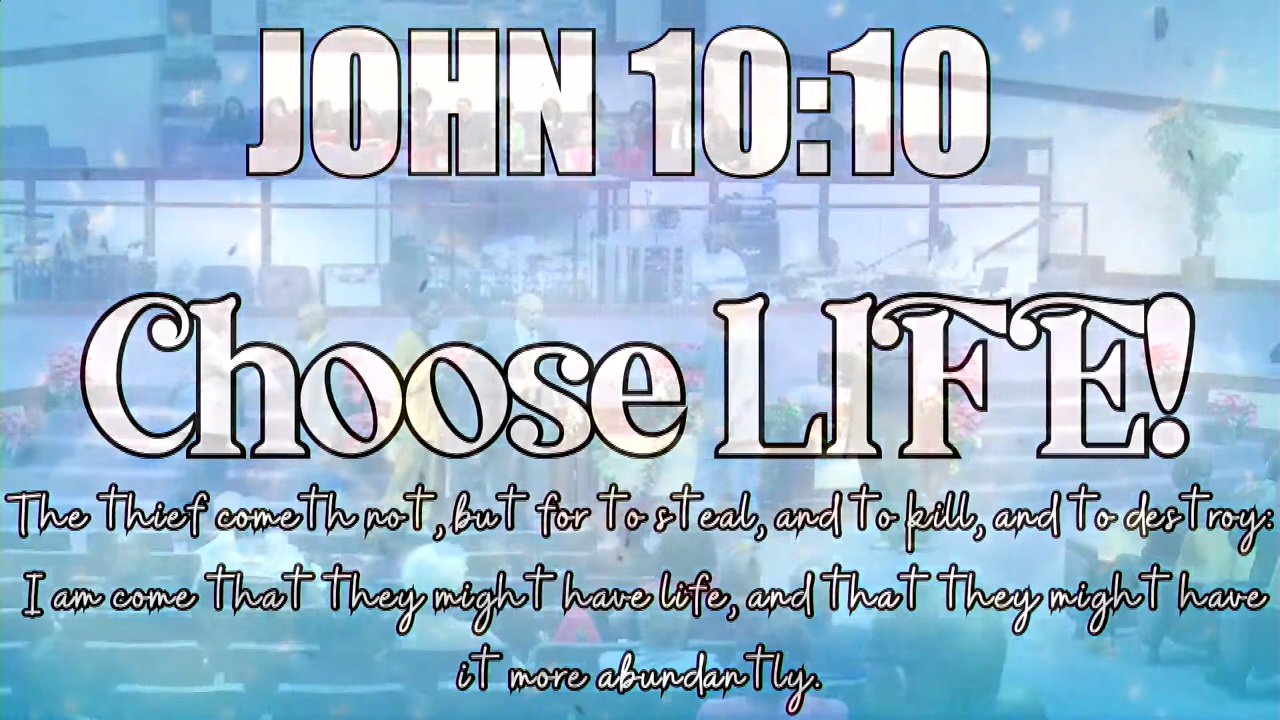 JOHN 10:10
Choose LIFE!
The thief cometh not, but for to steal, and to kill, and to destroy:
I am come that they might have life, and that they might have
it more abundantly.